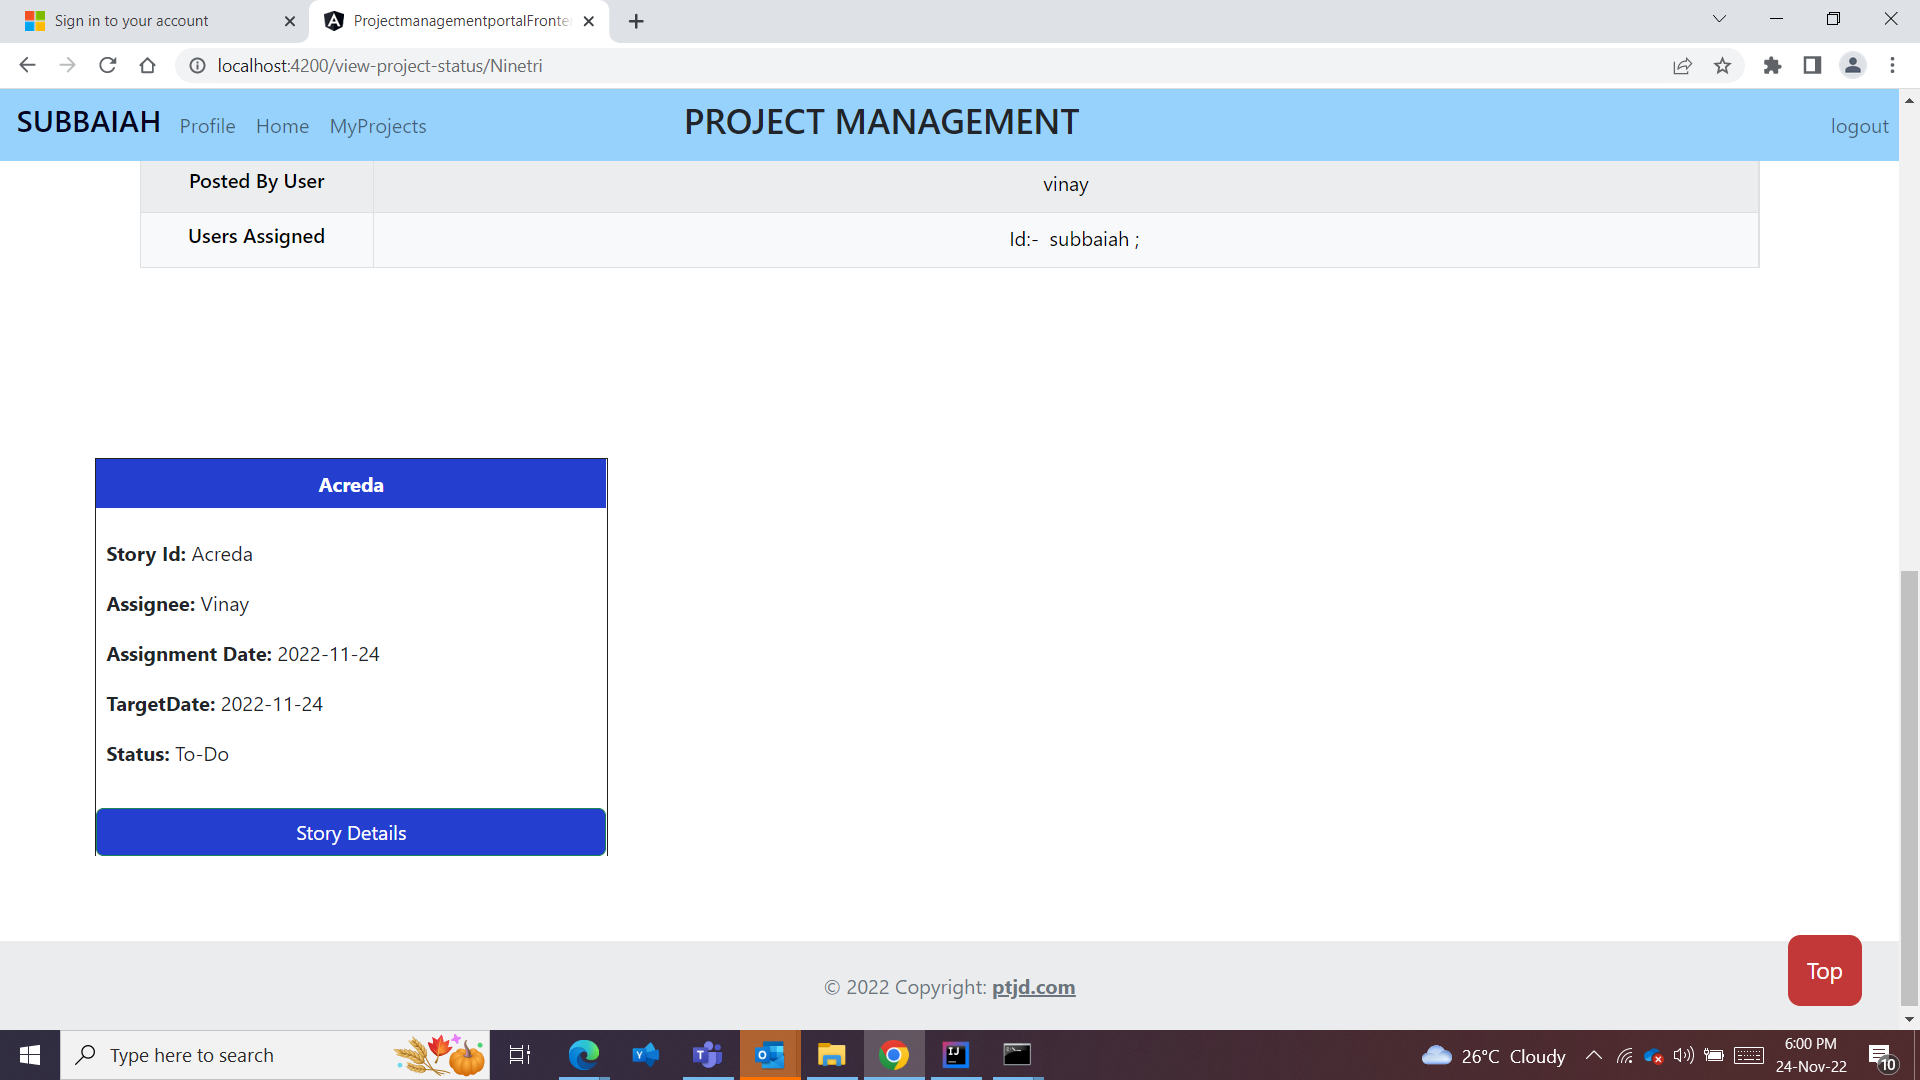 Sign in to your account
ProjectmanagementportalFronte
localhost:4200/view-project-status/Ninetri
SUBBAIAH Profile Home MyProjects PROJECT MANAGEMENT logout
Posted By User vinay
Users Assigned Id:- subbaiah ;
Acreda
Story Id: Acreda
Assignee: Vinay
Assignment Date: 2022-11-24
TargetDate: 2022-11-24
Status: To-Do
Story Details
Top
© 2022 Copyright: ptjd.com
Type here to search
26°C Cloudy
6:00 PM
24-Nov-22
10